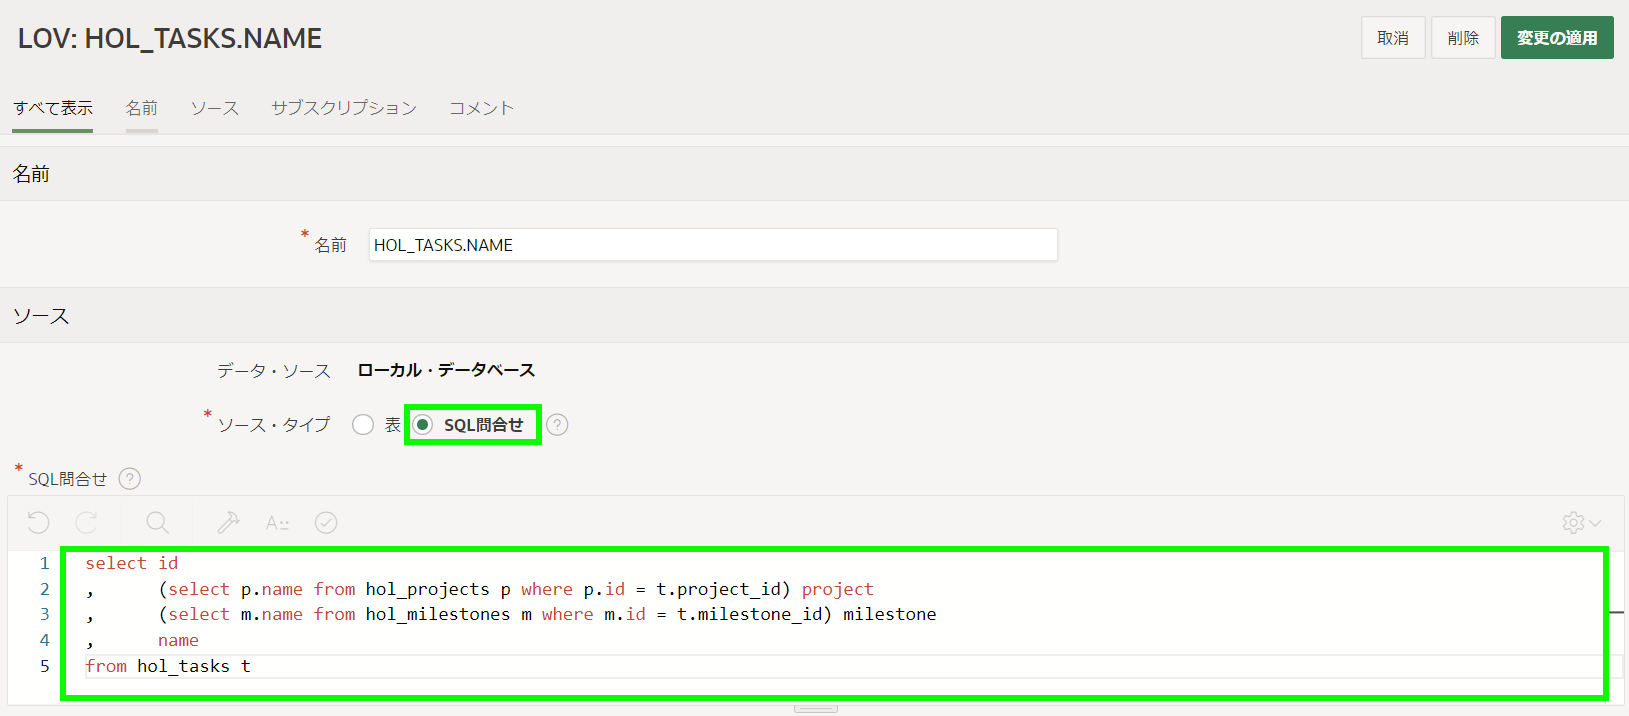 LOV: HOL_TASKS.NAME
取消 削除 変更の適用
すべて表示 名前 ソース サブスクリプション コメント
名前
* 名前 HOL_TASKS.NAME
ソース
データ・ソース ローカル・データベース
* ソース・タイプ 表 SQL問合せ ?
* SQL問合せ ?
A
1 select id
2 , (select p.name from hol_projects p where p.id = t.project_id) project
3 , (select m.name from hol_milestones m where m.id = t.milestone_id) milestone
4 , name
5 from hol_tasks t